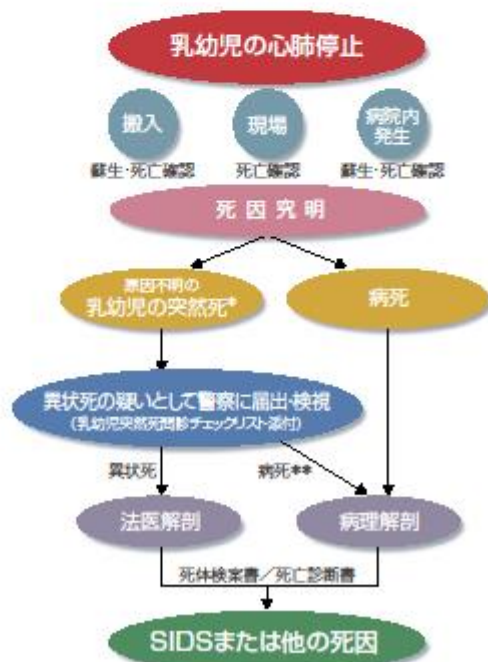 乳幼児の心肺停止
搬入
現場
病院内
発生
蘇生・死亡確認
死亡確認
蘇生・死亡確認
死因究明
原因不明の
乳幼児の突然死*
病死
異状死の疑いとして警察に届出・検視
(乳幼児突然死問診チェックリスト添付)
異状死
病死**
法医解剖
病理解剖
死体検案書／死亡診断書
SIDSまたは他の死因